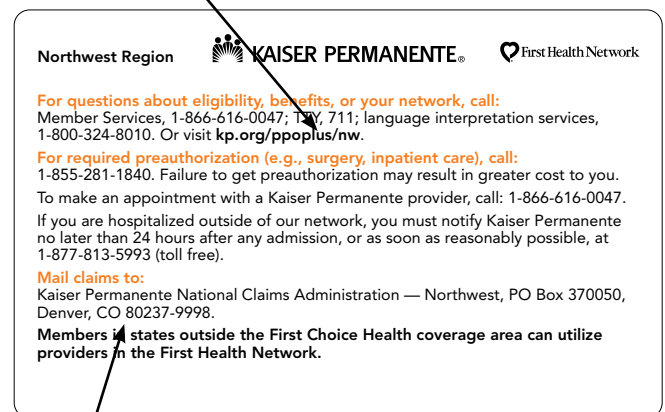 Northwest Region KAISER PERMANENTE® First Health Network
For questions about eligibility, benefits, or your network, call:
Member Services, 1-866-616-0047; TTY, 711; language interpretation services,
1-800-324-8010. Or visit kp.org/ppoplus/nw.
For required preauthorization (e.g., surgery, inpatient care), call:
1-855-281-1840. Failure to get preauthorization may result in greater cost to you.
To make an appointment with a Kaiser Permanente provider, call: 1-866-616-0047.
If you are hospitalized outside of our network, you must notify Kaiser Permanente
no later than 24 hours after any admission, or as soon as reasonably possible, at
1-877-813-5993 (toll free).
Mail claims to:
Kaiser Permanente National Claims Administration — Northwest, PO Box 370050,
Denver, CO 80237-9998.
Members in states outside the First Choice Health coverage area can utilize
providers in the First Health Network.